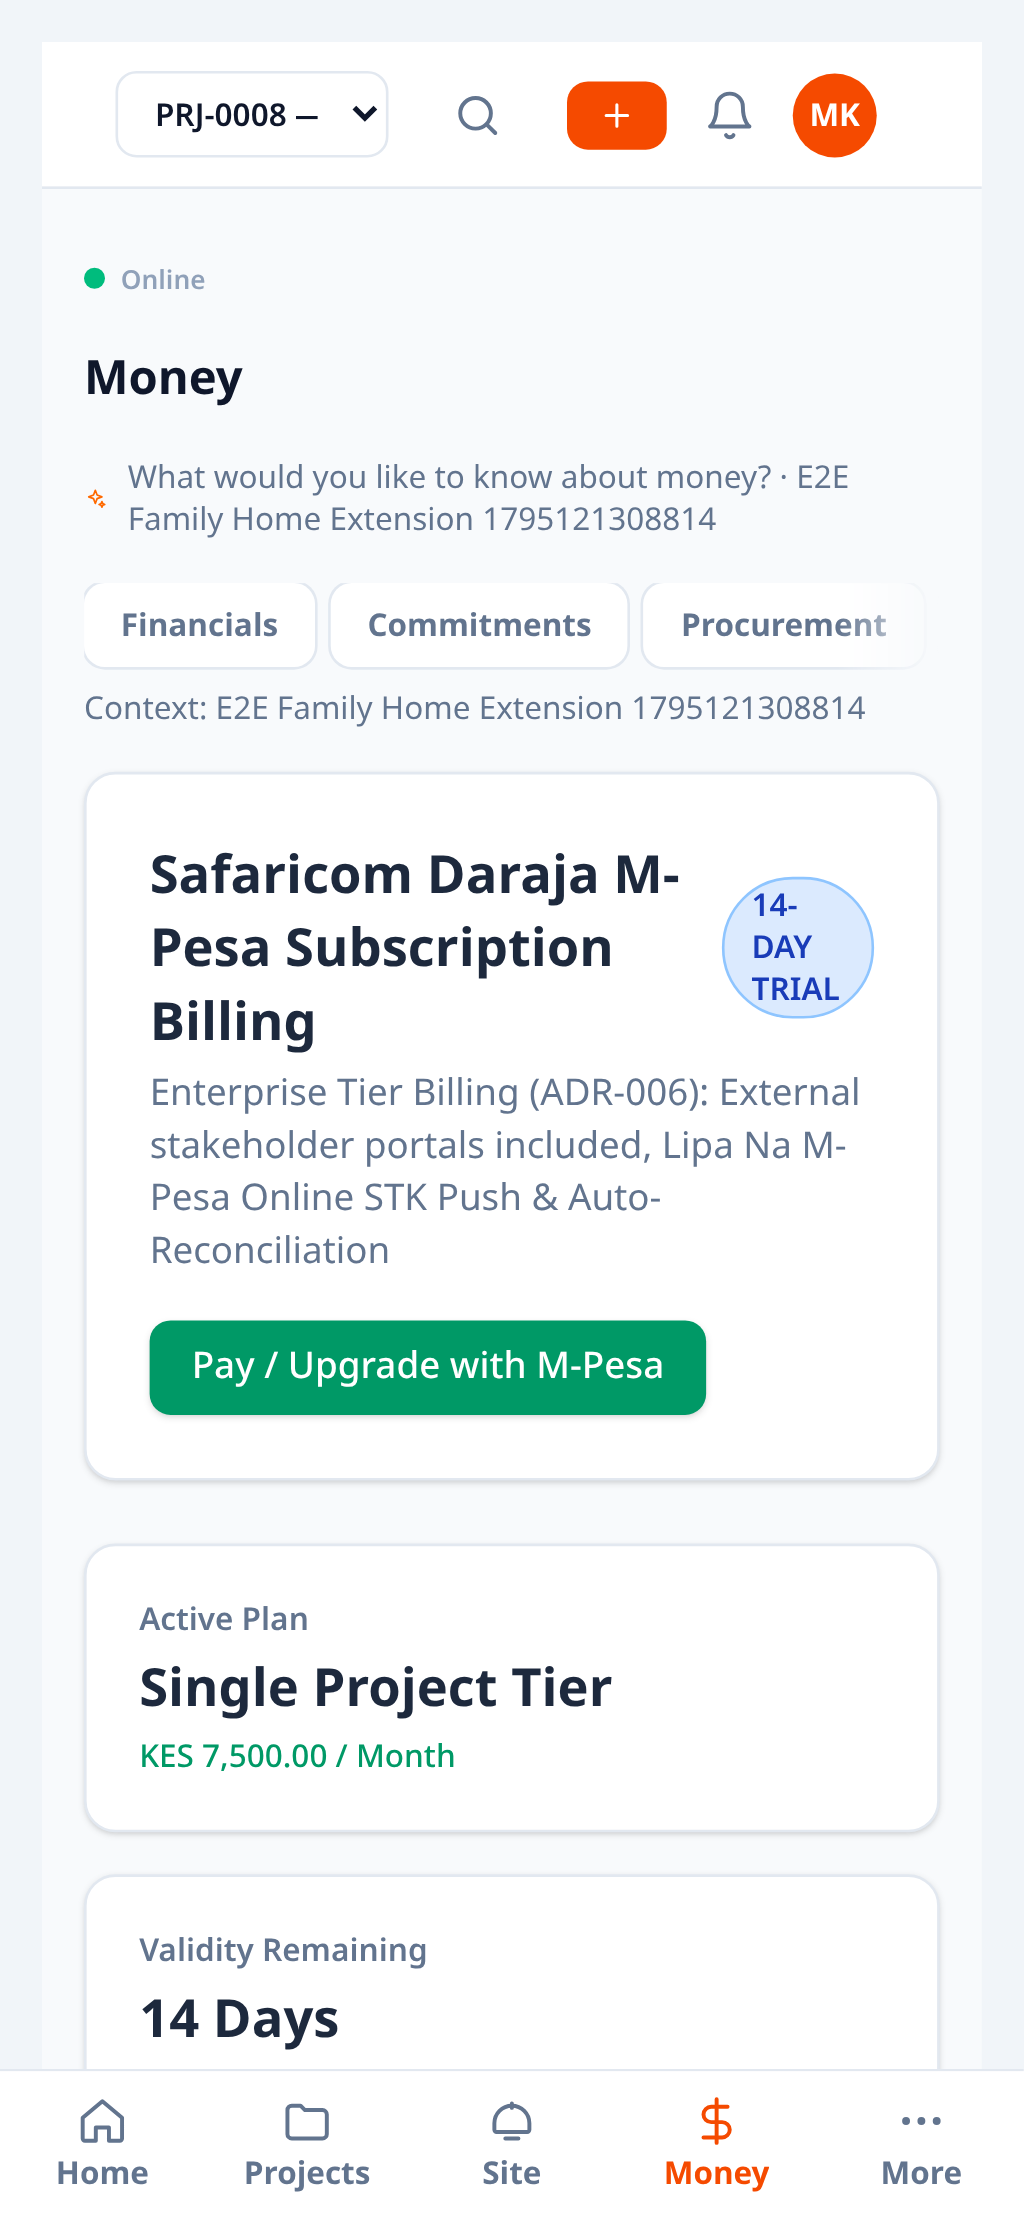 PRJ-0008 —
MK
Online
Money
What would you like to know about money? · E2E
Family Home Extension 1795121308814
Financials
Commitments
Procurement
Context: E2E Family Home Extension 1795121308814
Safaricom Daraja M-
Pesa Subscription
Billing
14-
DAY
TRIAL
Enterprise Tier Billing (ADR-006): External
stakeholder portals included, Lipa Na M-
Pesa Online STK Push & Auto-
Reconciliation
Pay / Upgrade with M-Pesa
Active Plan
Single Project Tier
KES 7,500.00 / Month
Validity Remaining
14 Days
Home
Projects
Site
Money
More